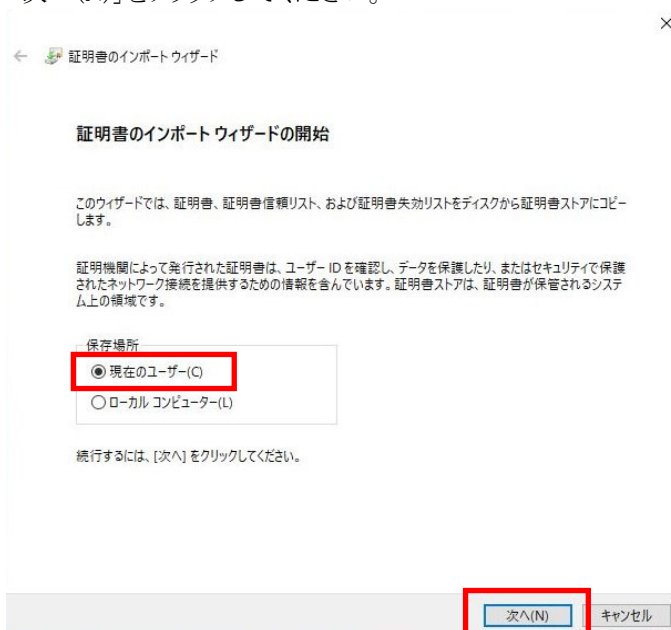 してください。
×
← 証明書のインポート ウィザード
証明書のインポート ウィザードの開始
このウィザードでは、証明書、証明書信頼リスト、および証明書失効リストをディスクから証明書ストアにコピー
します。
証明機関によって発行された証明書は、ユーザー ID を確認し、データを保護したり、またはセキュリティで保護
されたネットワーク接続を提供するための情報を含んでいます。証明書ストアは、証明書が保管されるシステ
ム上の領域です。
保存場所
現在のユーザー(C)
ローカル コンピューター(L)
続行するには、[次へ] をクリックしてください。
次へ(N) キャンセル